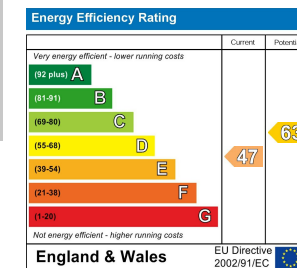 Energy Efficiency Rating
Current
Very energy efficient - lower running costs
(92 plus) A
(81-91) B
(69-80) C
(55-68) D
(39-54) E
(21-38) F
(1-20) G
47
63
Not energy efficient - higher running costs
England & Wales
EU Directive
2002/91/EC